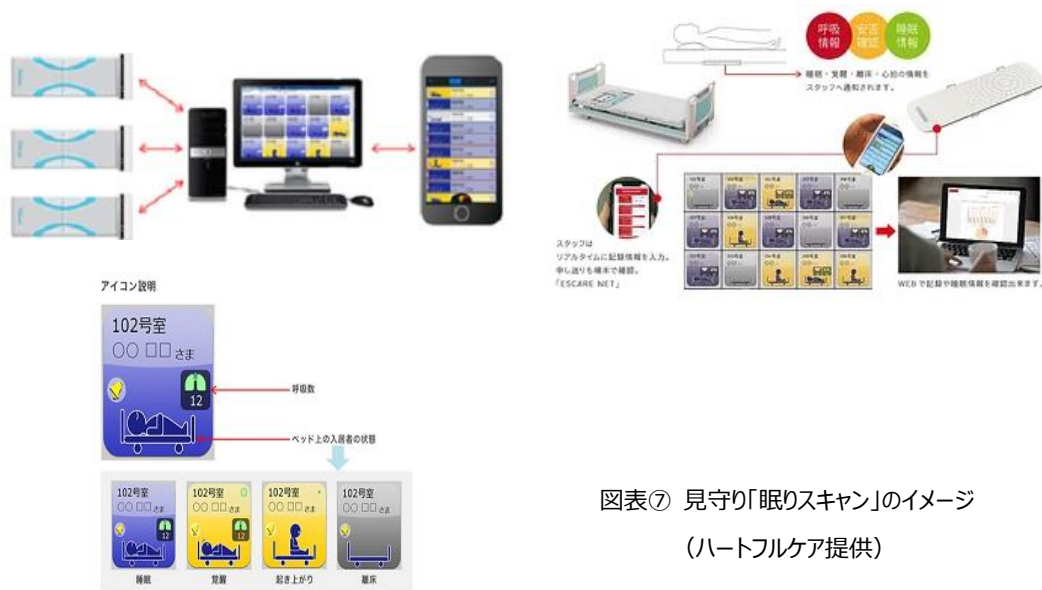 呼吸
情報
安否
確認
睡眠
情報
睡眠・覚醒・離床・心拍の情報を
スタッフへ通知されます。
スタッフは
リアルタイムに記録情報を入力。
申し送りも端末で確認。
「ESCARE NET」
WEBで記録や睡眠情報を確認出来ます。
アイコン説明
102号室
○○ □□ さま
12
呼吸数
ベッド上の入居者の状態
102号室
○○ □□ さま
12
睡眠
102号室
○○ □□ さま
12
覚醒
102号室
○○ □□ さま
起き上がり
102号室
○○ □□ さま
離床
図表⑦ 見守り「眠りスキャン」のイメージ
(ハートフルケア提供)